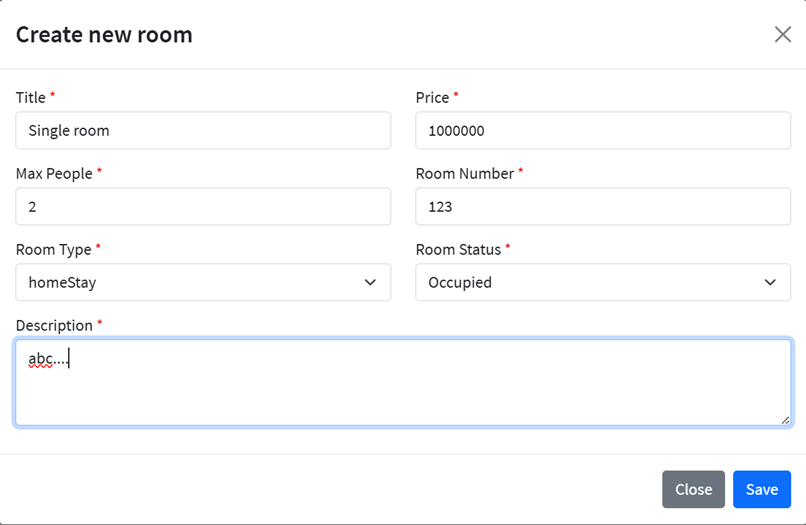 Create new room
Title * Price *
Single room 1000000
Max People * Room Number *
2 123
Room Type * Room Status *
homeStay Occupied
Description *
abc....
Close Save